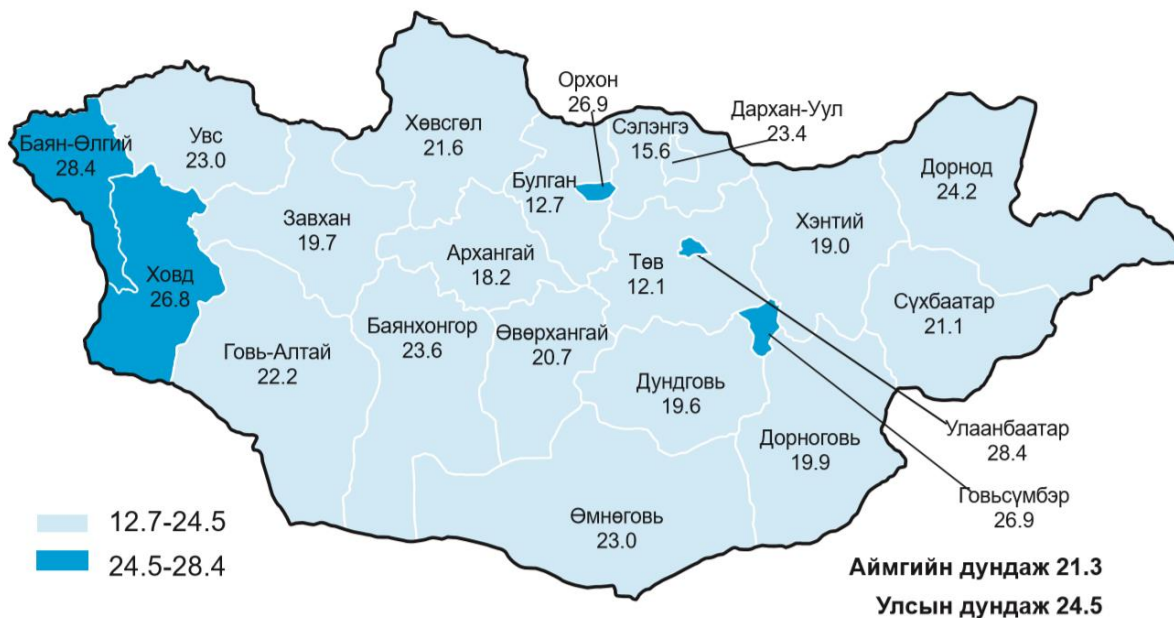 Орхон
26.9
Дархан-Уул
23.4
Баян-Өлгий
28.4
Увс
23.0
Хөвсгөл
21.6
Сэлэнгэ
15.6
Дорнод
24.2
Булган
12.7
Завхан
19.7
Хэнтий
19.0
Архангай
18.2
Төв
12.1
Ховд
26.8
Сүхбаатар
21.1
Баянхонгор
23.6
Өвөрхангай
20.7
Говь-Алтай
22.2
Дундговь
19.6
Улаанбаатар
28.4
Дорноговь
19.9
Говьсүмбэр
26.9
Өмнөговь
23.0
12.7-24.5
24.5-28.4
Аймгийн дундаж 21.3
Улсын дундаж 24.5